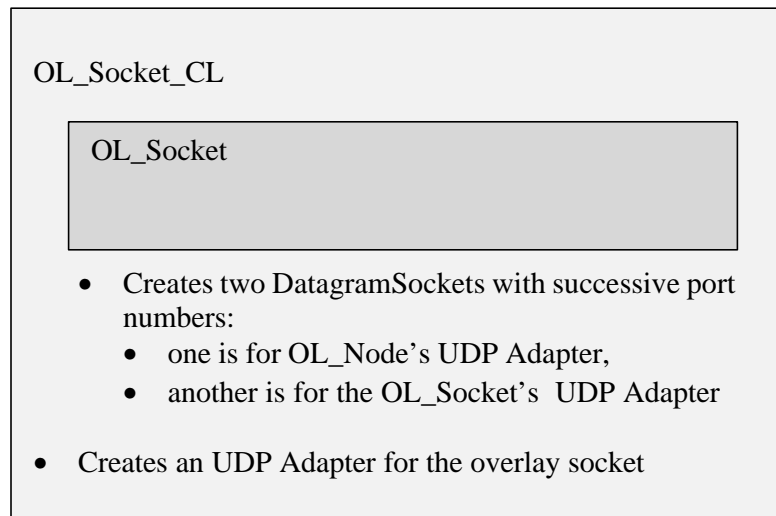 OL_Socket_CL
OL_Socket
• Creates two DatagramSockets with successive port
numbers:
• one is for OL_Node’s UDP Adapter,
• another is for the OL_Socket’s UDP Adapter
• Creates an UDP Adapter for the overlay socket